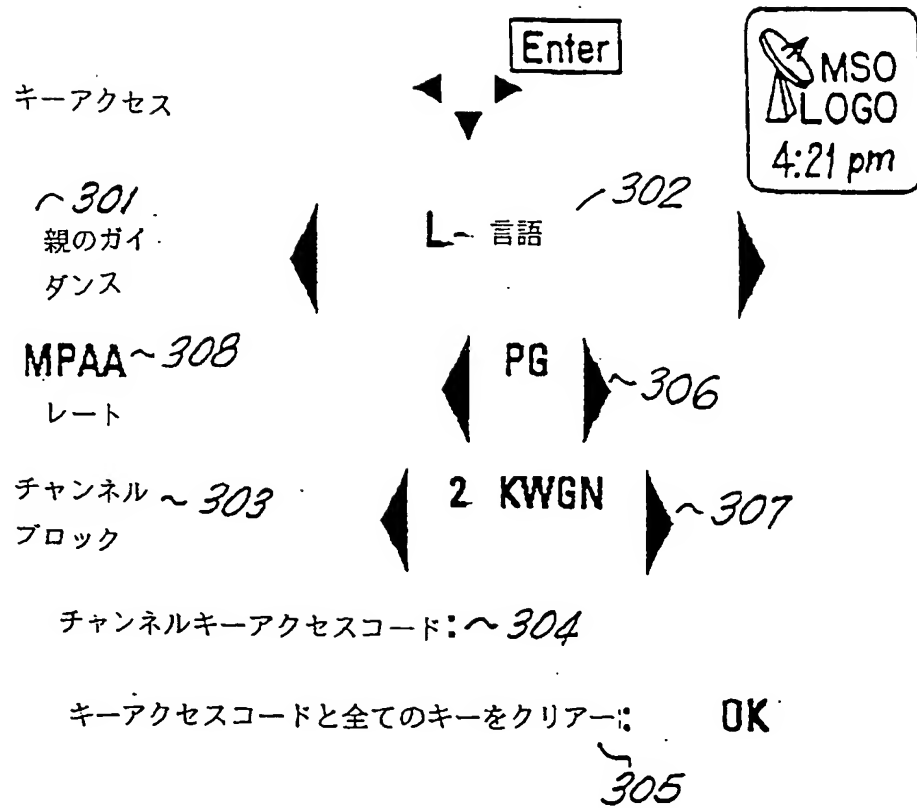 Enter
MSO
LOGO
4:21 pm
キーアクセス
301
302
親のガイ
ダンス
L~ 言語
MPAA~308
レート
PG
~306
チャンネル ~303
ブロック
2 KWGN
~307
チャンネルキーアクセスコード:~304
キーアクセスコードと全てのキーをクリアー: OK
305